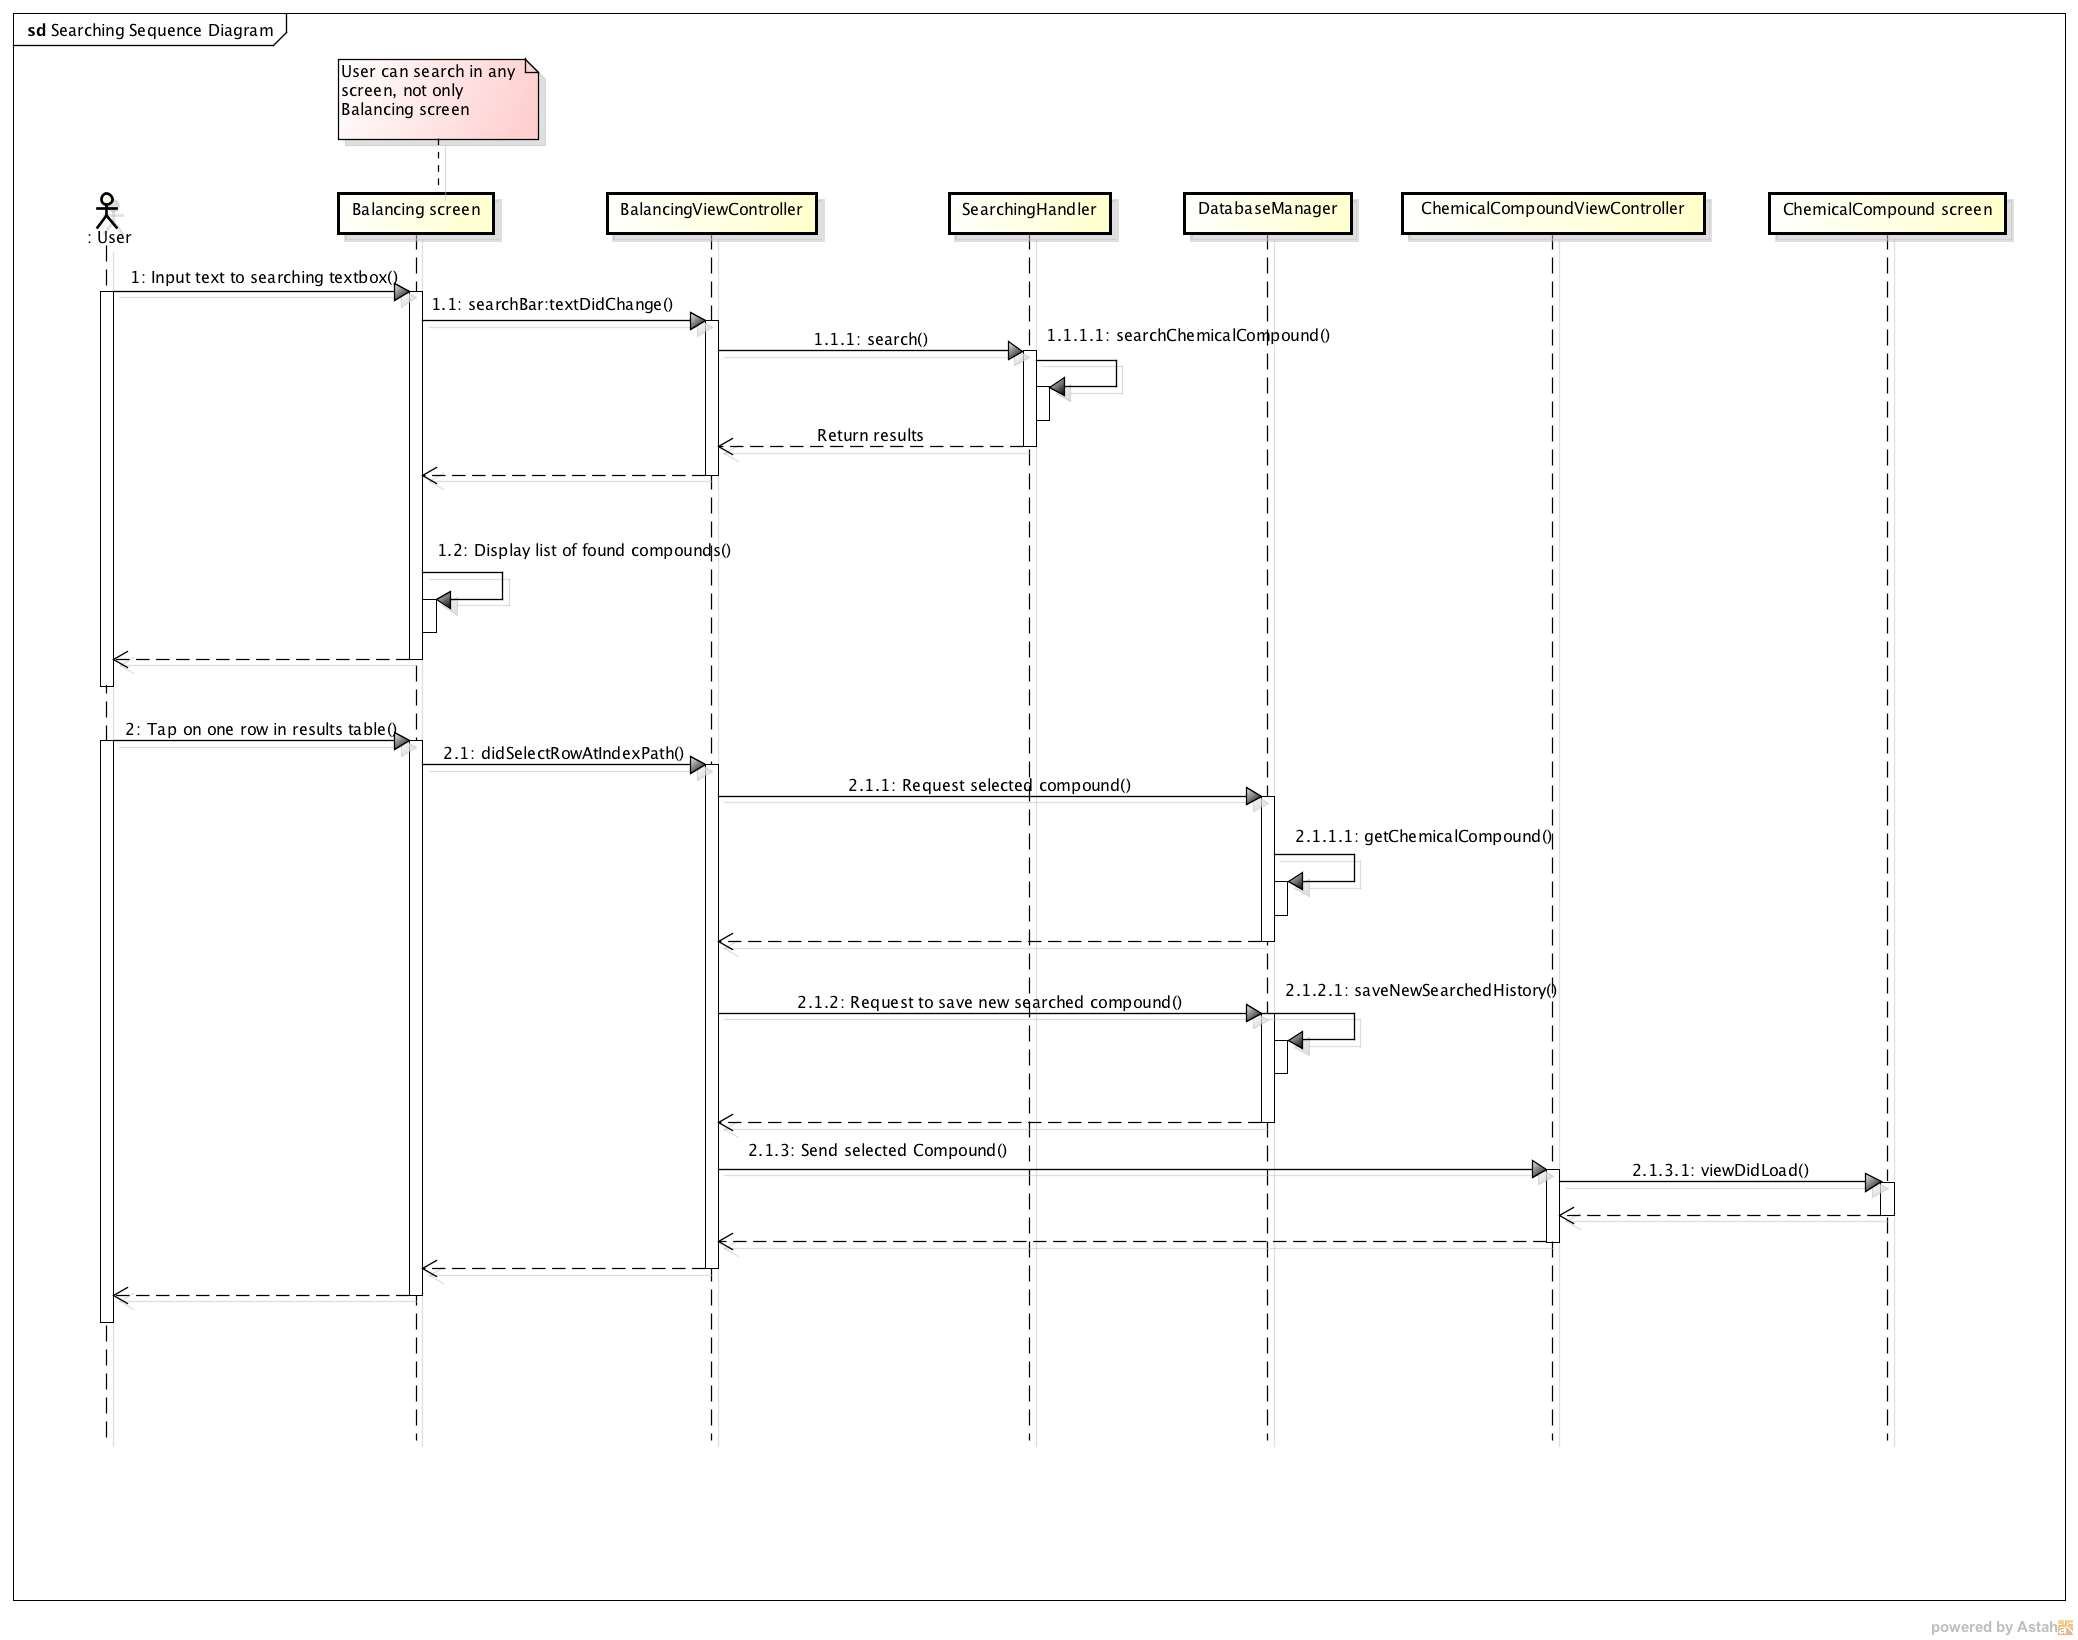 sd Searching Sequence Diagram
User can search in any
screen, not only
Balancing screen
: User
Balancing screen
BalancingViewController
SearchingHandler
DatabaseManager
ChemicalCompoundViewController
ChemicalCompound screen
1: Input text to searching textbox()
1.1: searchBar:textDidChange()
1.1.1: search()
1.1.1.1: searchChemicalCompound()
Return results
1.2: Display list of found compounds()
2: Tap on one row in results table()
2.1: didSelectRowAtIndexPath()
2.1.1: Request selected compound()
2.1.1.1: getChemicalCompound()
2.1.2: Request to save new searched compound()
2.1.2.1: saveNewSearchedHistory()
2.1.3: Send selected Compound()
2.1.3.1: viewDidLoad()
powered by Astah